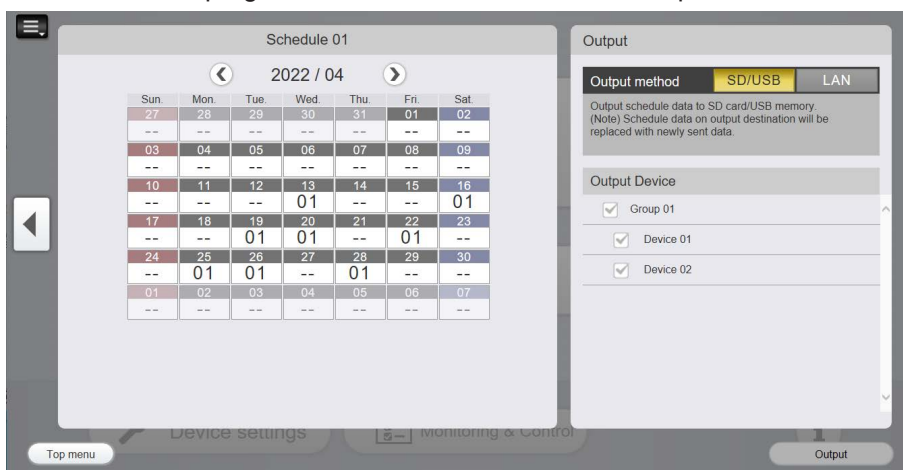 Schedule 01
2022 / 04
Sun. Mon. Tue. Wed. Thu. Fri. Sat.
27 28 29 30 31 01 02
-- -- -- -- -- -- --
03 04 05 06 07 08 09
-- -- -- -- -- -- --
10 11 12 13 14 15 16
-- -- -- 01 -- -- 01
17 18 19 20 21 22 23
-- -- 01 01 -- 01 --
24 25 26 27 28 29 30
-- 01 01 -- 01 -- --
01 02 03 04 05 06 07
-- -- -- -- -- -- --
Output
Output method SD/USB LAN
Output schedule data to SD card/USB memory.
(Note) Schedule data on output destination will be
replaced with newly sent data.
Output Device
Group 01
Device 01
Device 02
Device settings
Monitoring & Control
Top menu
Output